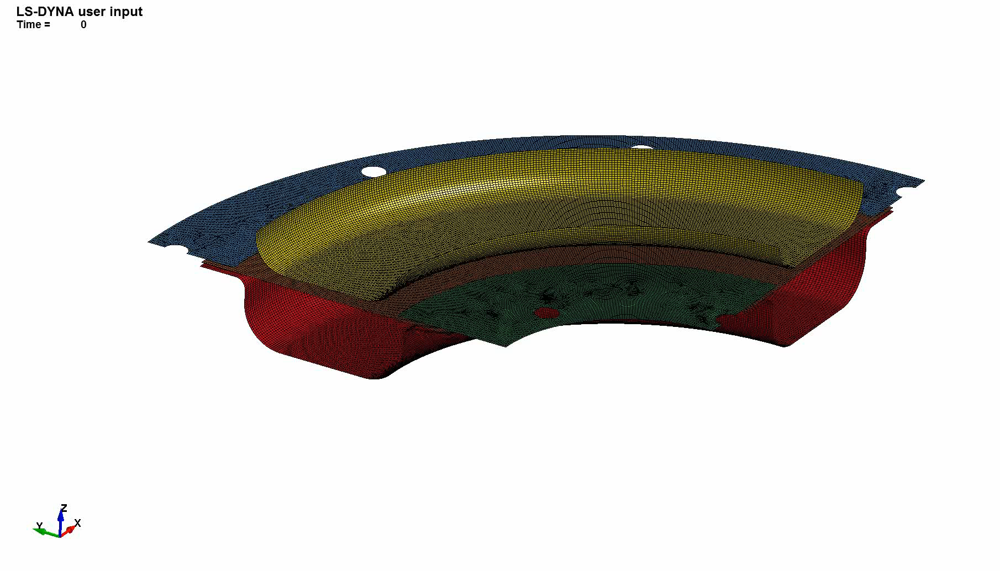 LS-DYNA user input
Time = 0
Z
Y X